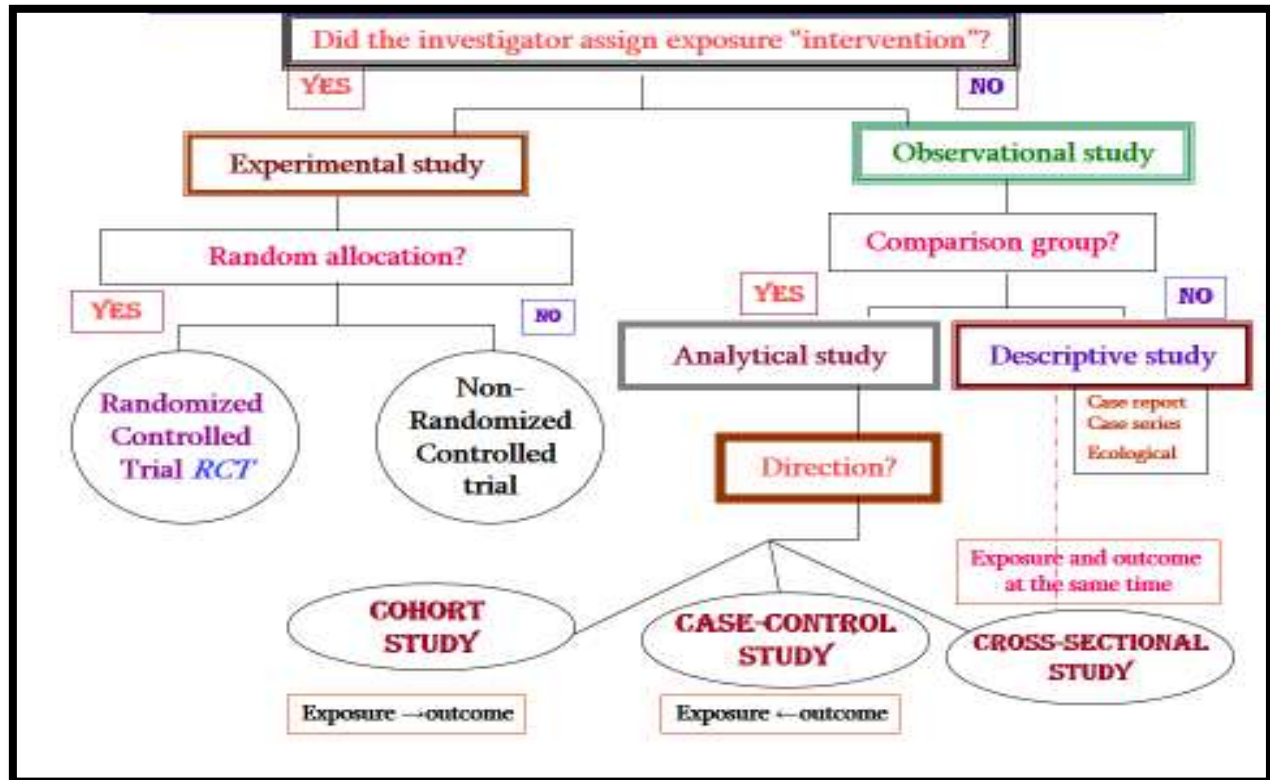 Did the investigator assign exposure “intervention”?
YES
NO
Experimental study
Observational study
Random allocation?
Comparison group?
YES
NO
YES
NO
Analytical study
Descriptive study
Case report
Case series
Ecological
Randomized
Controlled
Trial RCT
Non-
Randomized
Controlled
trial
Direction?
Exposure and outcome
at the same time
COHORT
STUDY
CASE-CONTROL
STUDY
CROSS-SECTIONAL
STUDY
Exposure →outcome
Exposure ←outcome